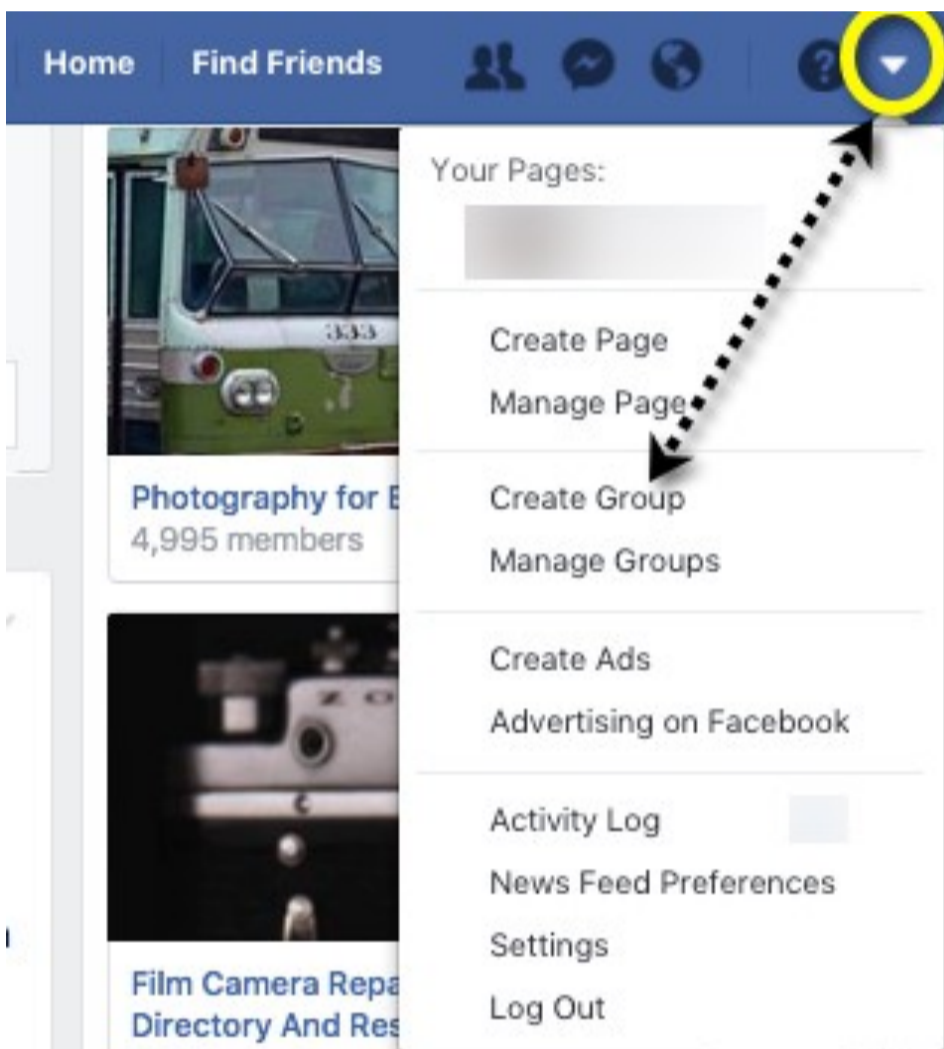 Home Find Friends
Your Pages:
333
Create Page
Manage Page
Photography for
4,995 members
Create Group
Manage Groups
Create Ads
Advertising on Facebook
Z O
Activity Log
News Feed Preferences
Settings
Log Out
Film Camera Repa
Directory And Res